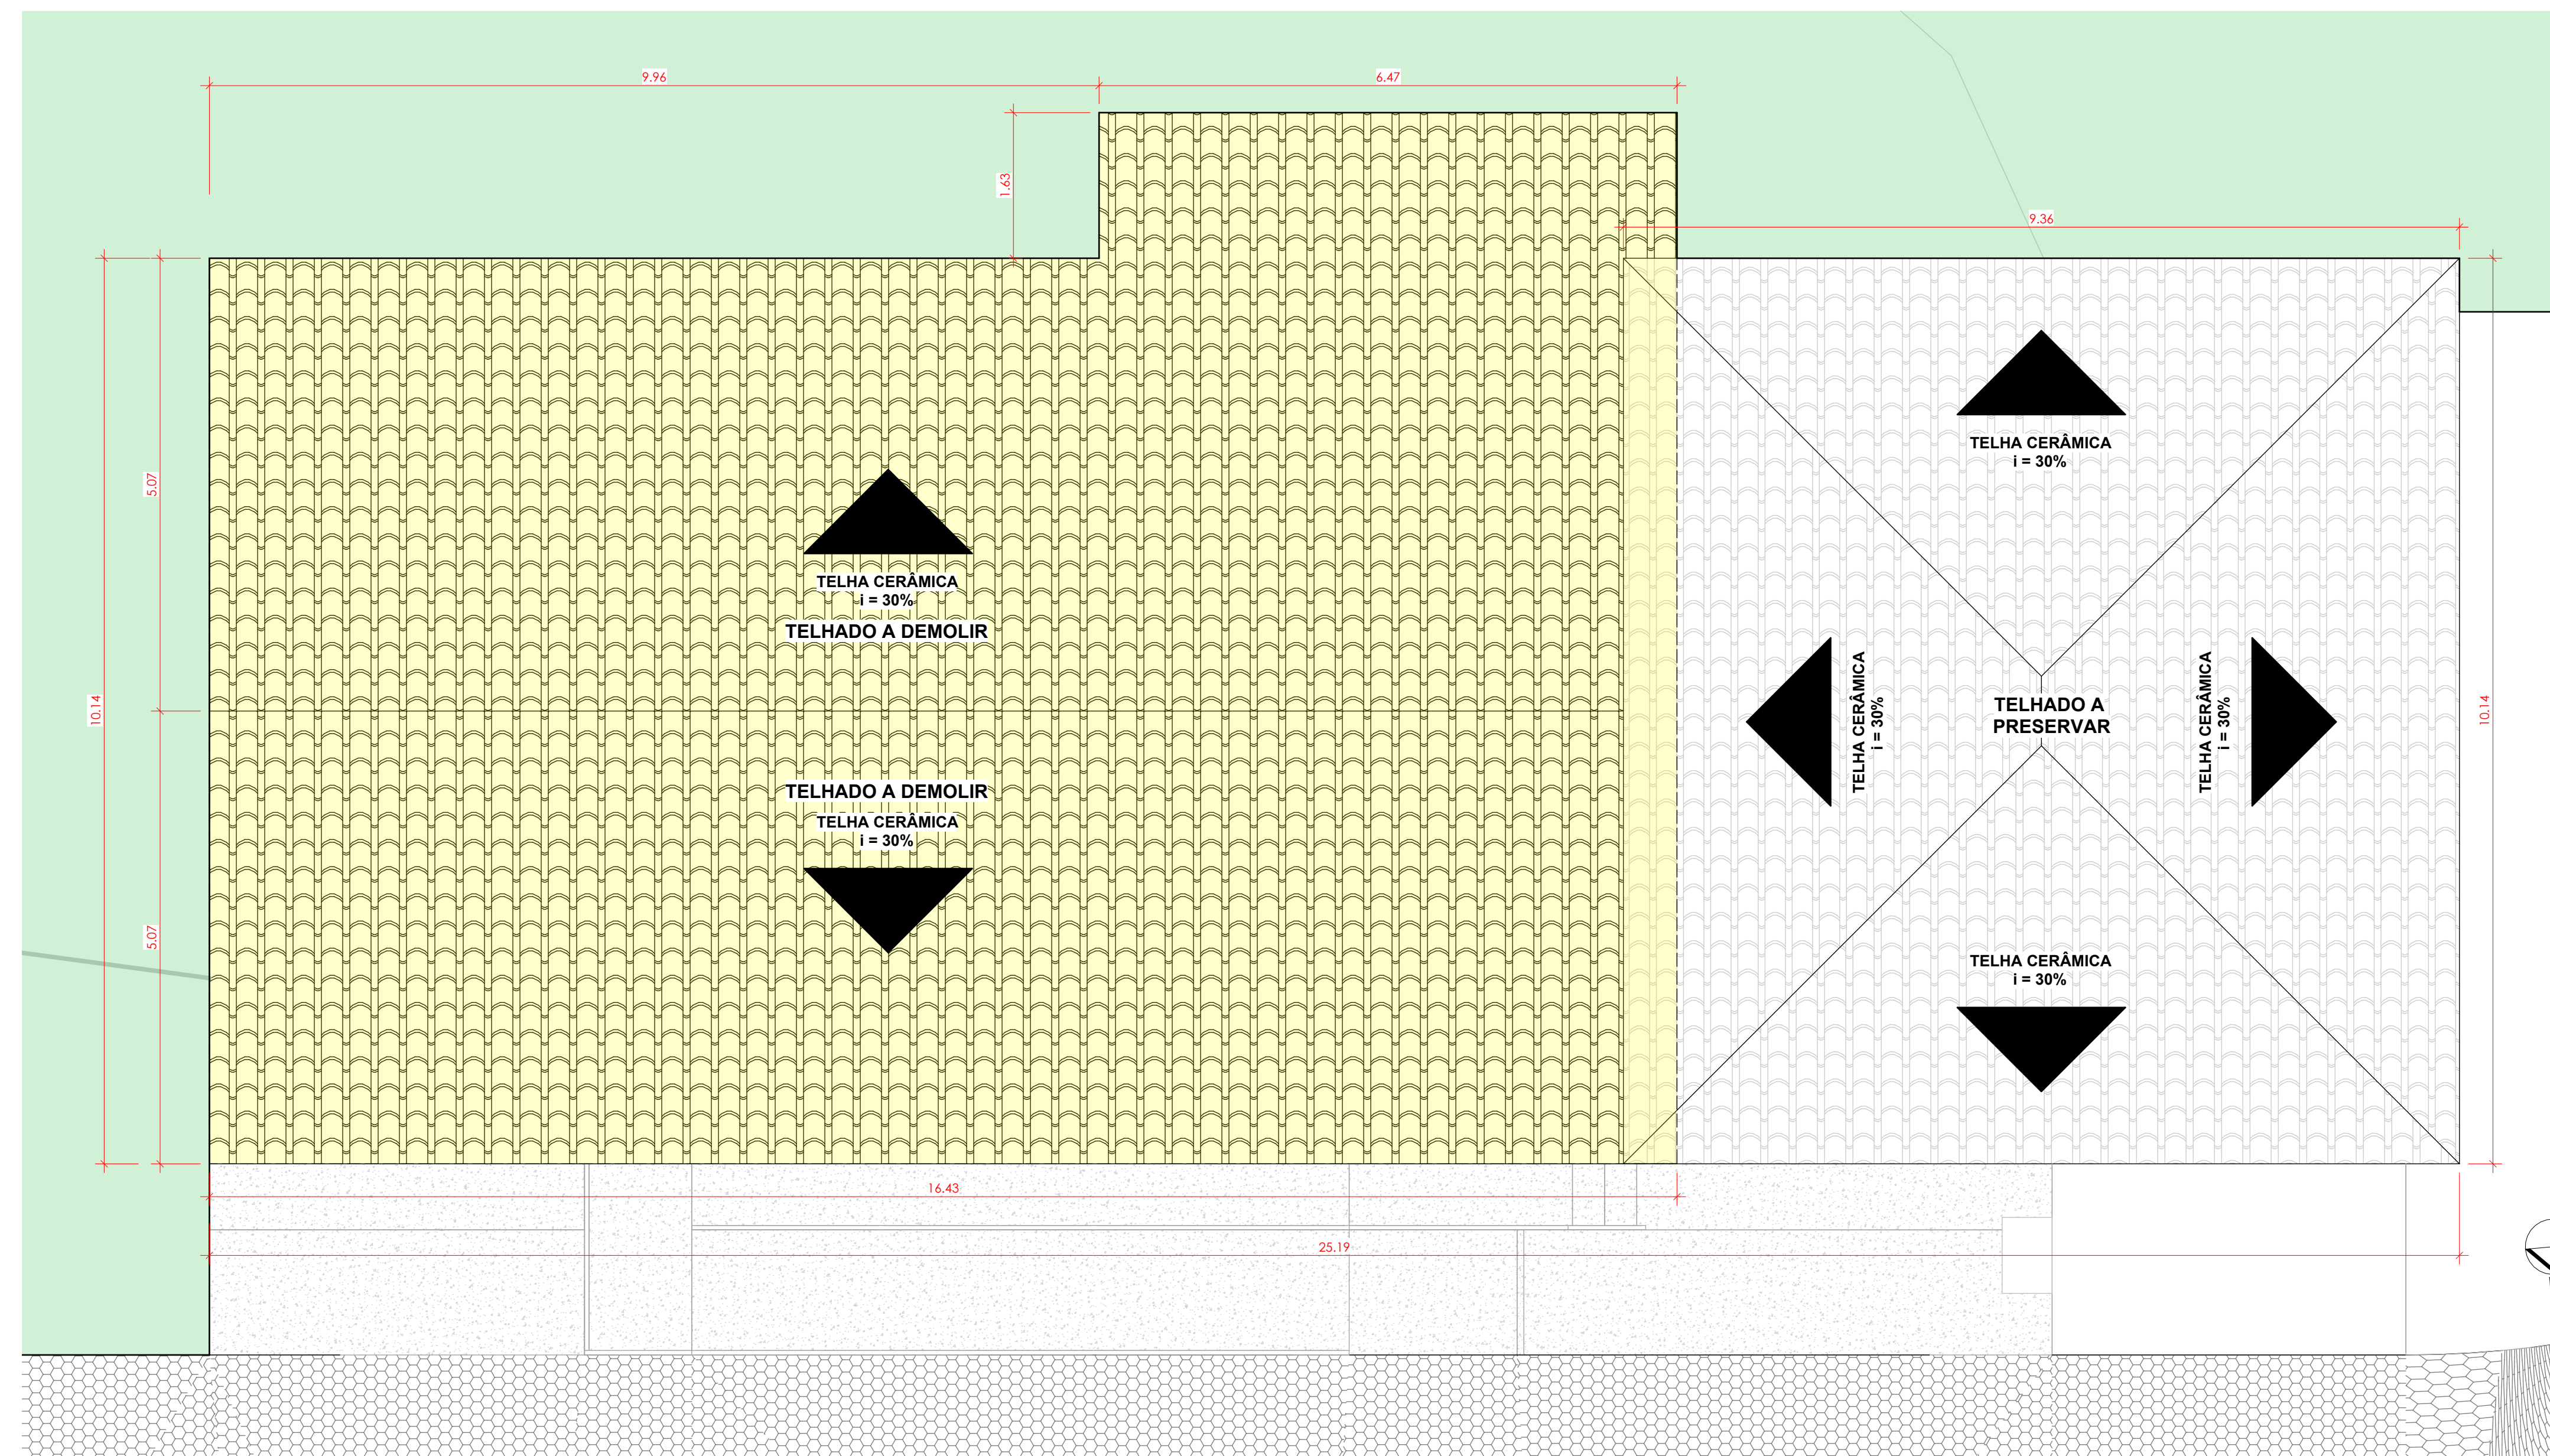 9.96
6.47
1.63
9.36
5.07
10.14
5.07
TELHA CERÂMICA
i = 30%
TELHADO A DEMOLIR
TELHADO A DEMOLIR
TELHA CERÂMICA
i = 30%
TELHA CERÂMICA
i = 30%
TELHA CERÂMICA
i = 30%
TELHADO A
PRESERVAR
TELHA CERÂMICA
i = 30%
TELHA CERÂMICA
i = 30%
10.14
16.43
25.19